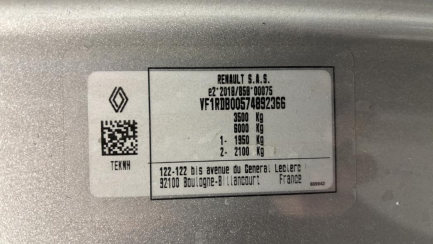 RENAULT S.A.S.
e2*2018/858*00075
VF1RDB00574892366
3500 Kg
6000 Kg
1- 1950 Kg
2- 2100 Kg
TEKNH
122-122 bis avenue du General Leclerc
92100 Boulogne-Billancourt France